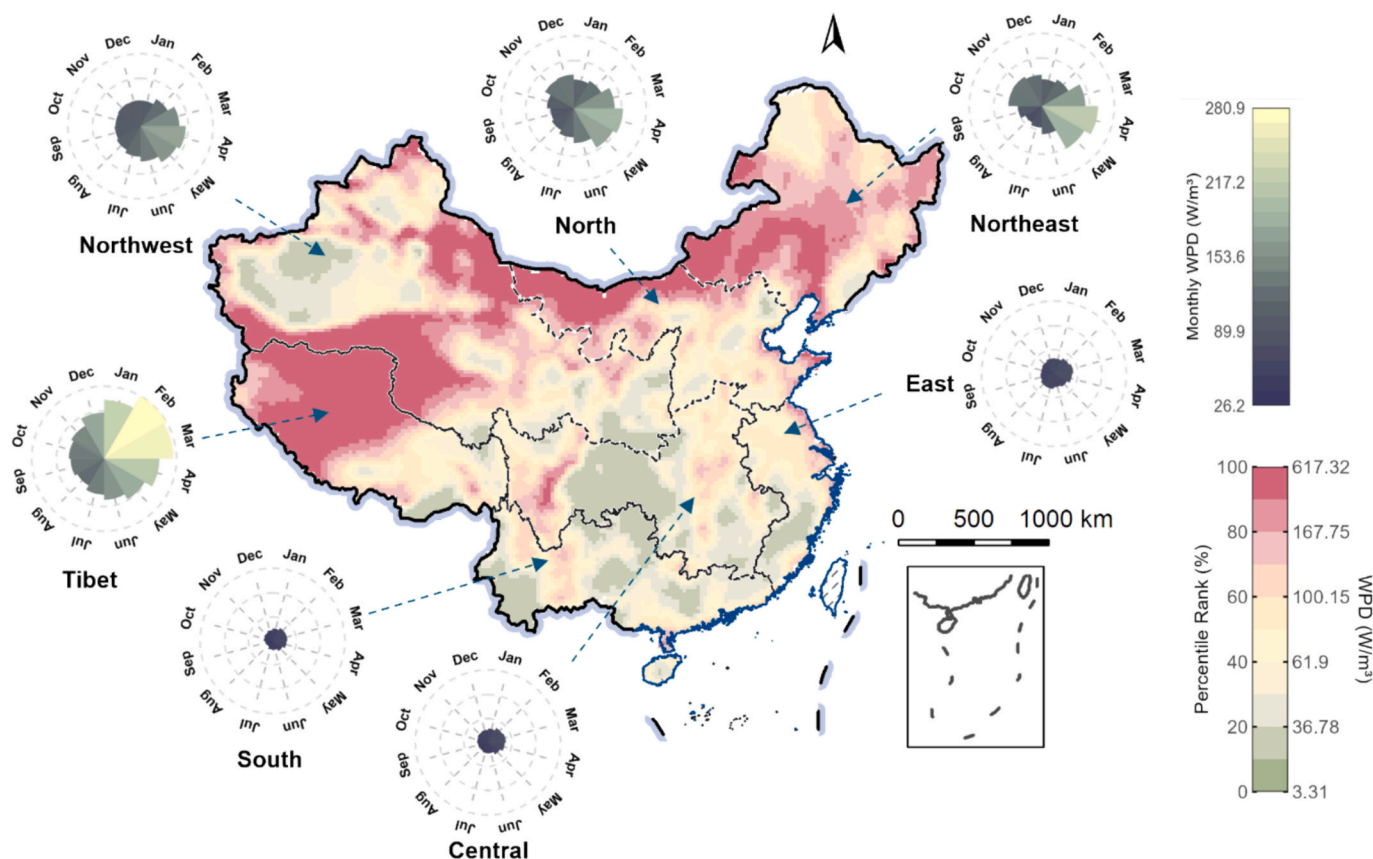 Dec
Jan
Feb
Mar
Apr
May
Jun
Jul
Aug
Sep
Oct
Nov
Northwest
Dec
Jan
Feb
Mar
Apr
May
Jun
Jul
Aug
Sep
Oct
Nov
North
Dec
Jan
Feb
Mar
Apr
May
Jun
Jul
Aug
Sep
Oct
Nov
Northeast
Dec
Jan
Feb
Mar
Apr
May
Jun
Jul
Aug
Sep
Oct
Nov
East
Dec
Jan
Feb
Mar
Apr
May
Jun
Jul
Aug
Sep
Oct
Nov
Tibet
Dec
Jan
Feb
Mar
Apr
May
Jun
Jul
Aug
Sep
Oct
Nov
South
Dec
Jan
Feb
Mar
Apr
May
Jun
Jul
Aug
Sep
Oct
Nov
Central
0 500 1000 km
Monthly WPD (W/m³)
280.9
217.2
153.6
89.9
26.2
Percentile Rank (%)
100
80
60
40
20
0
617.32
167.75
100.15
61.9
36.78
3.31
WPD (W/m³)